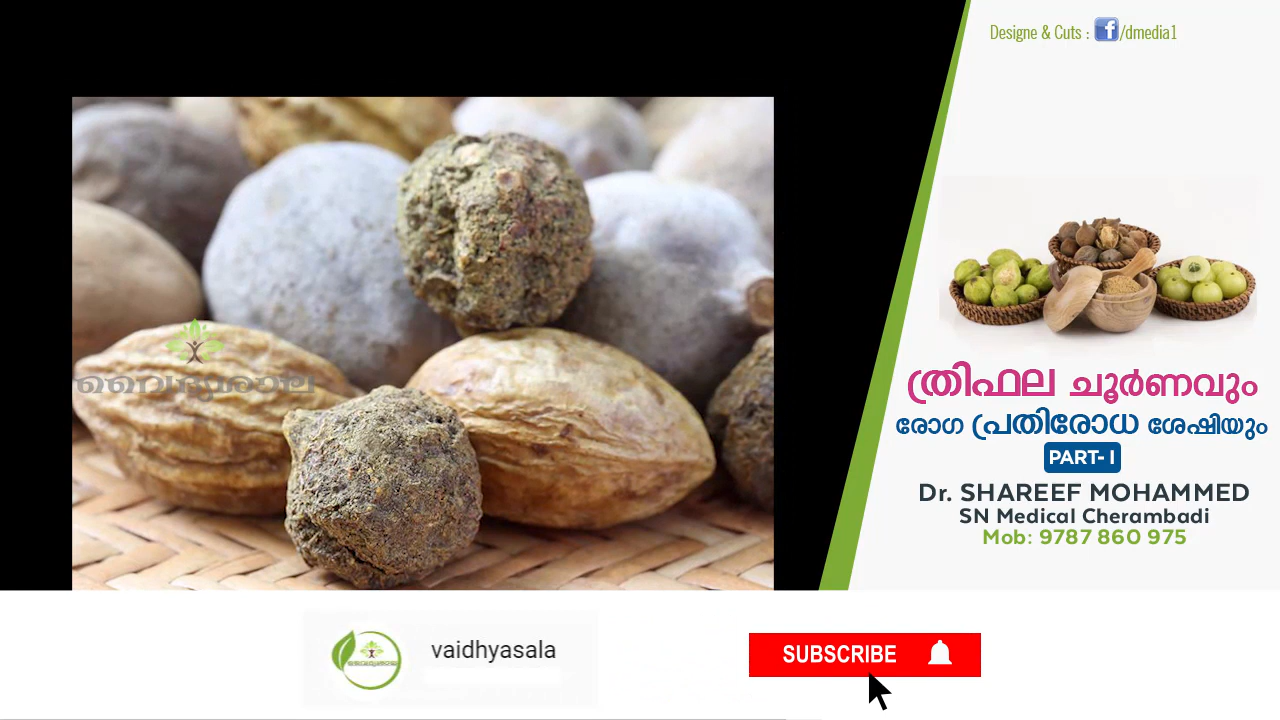 Designe & Cuts : f/dmedia1
വൈദ്യശാല
ത്രിഫല ചൂർണവും
രോഗ പ്രതിരോധ ശേഷിയും
PART- I
Dr. SHAREEF MOHAMMED
SN Medical Cherambadi
Mob: 9787 860 975
vaidhyasala
SUBSCRIBE